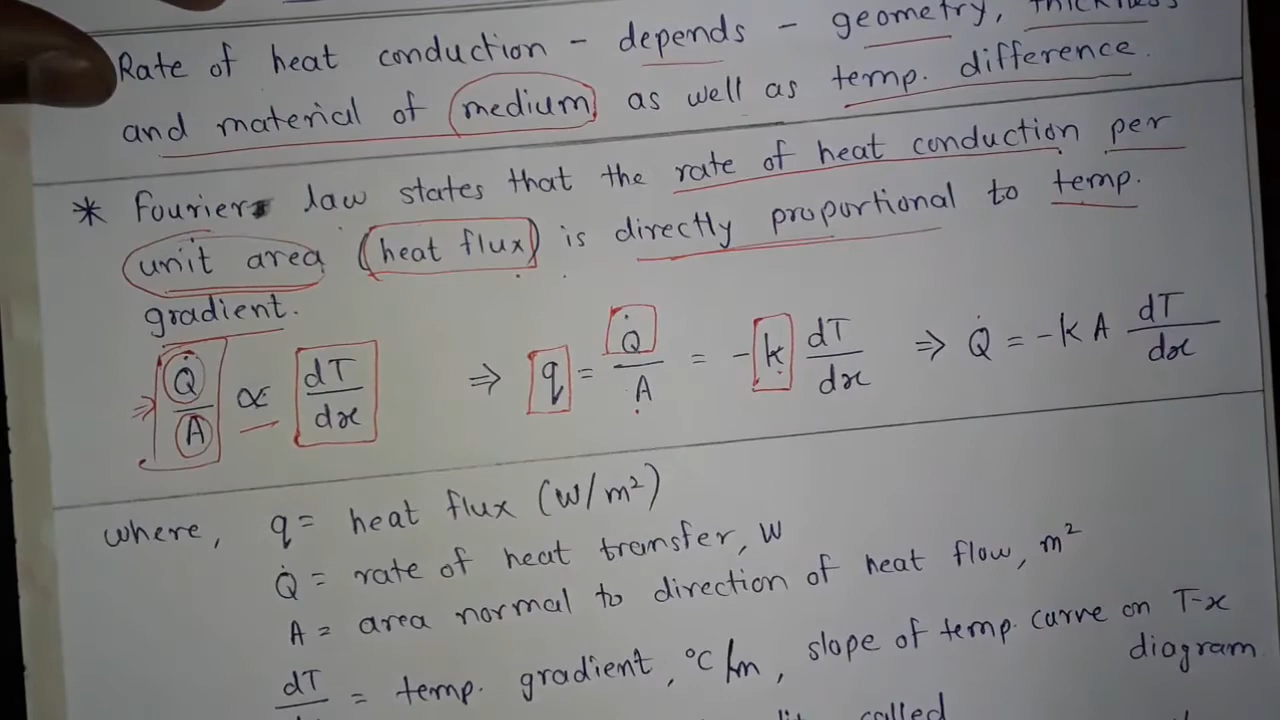 Rate of heat conduction - depends - geometry, thickness
and material of (medium) as well as temp. difference.
* Fourier's law states that the rate of heat conduction per
unit area (heat flux) is directly proportional to temp.
gradient.
⇒ Q̇/A ∝ dT/dx ⇒ q = Q̇/A = -k dT/dx ⇒ Q̇ = -k A dT/dx
where, q = heat flux (W/m²)
Q̇ = rate of heat transfer, W
A = area normal to direction of heat flow, m²
dT/dx = temp. gradient, °C/m, slope of temp. curve on T-x
diagram
called